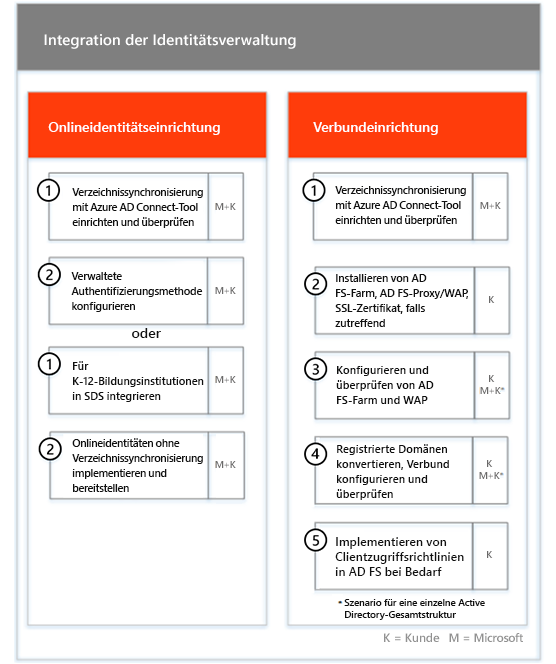 Integration der Identitätsverwaltung
Onlineidentitätseinrichtung
1
Verzeichnissynchronisierung
mit Azure AD Connect-Tool
einrichten und überprüfen
M+K
2
Verwaltete
Authentifizierungsmethode
konfigurieren
M+K
oder
1
Für
K-12-Bildungsinstitutionen
in SDS integrieren
M+K
2
Onlineidentitäten ohne
Verzeichnissynchronisierung
implementieren und
bereitstellen
M+K
Verbundeinrichtung
1
Verzeichnissynchronisierung
mit Azure AD Connect-Tool
einrichten und überprüfen
M+K
2
Installieren von AD
FS-Farm, AD FS-Proxy/WAP,
SSL-Zertifikat, falls
zutreffend
K
3
Konfigurieren und
überprüfen von AD
FS-Farm und WAP
K
M+K*
4
Registrierte Domänen
konvertieren, Verbund
konfigurieren und
überprüfen
K
M+K*
5
Implementieren von
Clientzugriffsrichtlinien
in AD FS bei Bedarf
K
* Szenario für eine einzelne Active
Directory-Gesamtstruktur
K = Kunde M = Microsoft